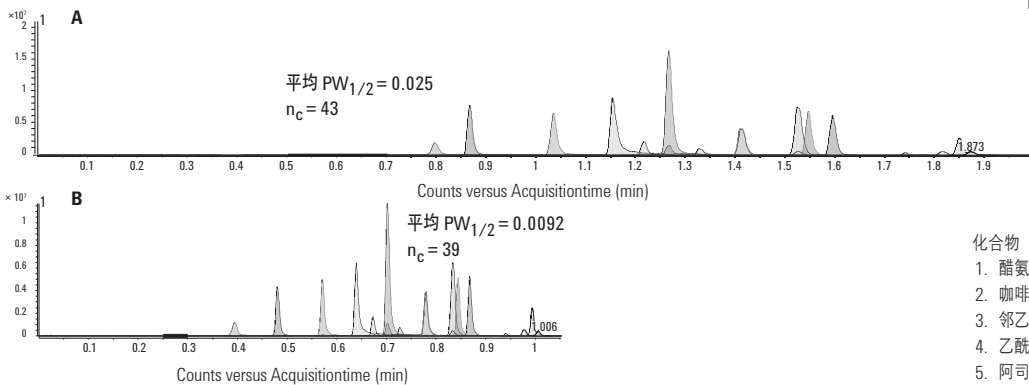 ×10⁷
1
A
2
1.5
1
0.5
0
平均 PW1/2 = 0.025
nc = 43
1.873
0.1 0.2 0.3 0.4 0.5 0.6 0.7 0.8 0.9 1.0 1.1 1.2 1.3 1.4 1.5 1.6 1.7 1.8 1.9
Counts versus Acquisitiontime (min)
× 10⁷
1
B
1
0.8
0.6
0.4
0.2
0
平均 PW1/2 = 0.0092
nc = 39
1.006
0.1 0.2 0.3 0.4 0.5 0.6 0.7 0.8 0.9 1
Counts versus Acquisitiontime (min)
化合物
1. 醋氨
2. 咖啡
3. 邻乙
4. 乙酰
5. 阿司